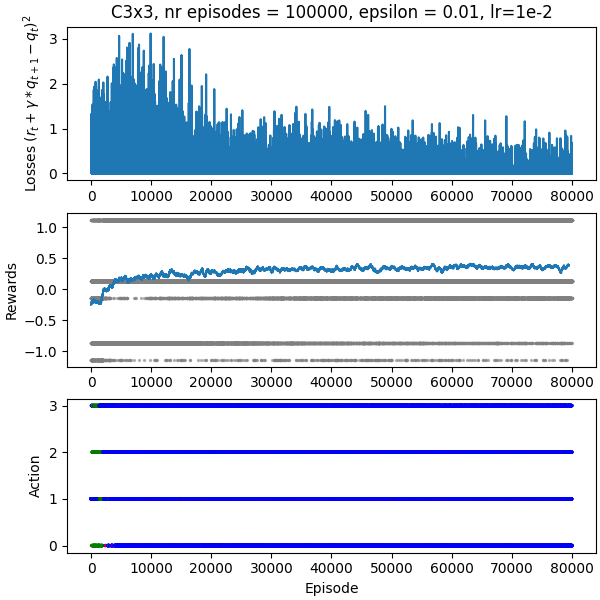 C3x3, nr episodes = 100000, epsilon = 0.01, lr=1e-2
Losses $(r_t + \gamma * q_{t+1} - q_t)^2$
3
2
1
0
0 10000 20000 30000 40000 50000 60000 70000 80000
Rewards
1.0
0.5
0.0
−0.5
−1.0
0 10000 20000 30000 40000 50000 60000 70000 80000
Action
3
2
1
0
0 10000 20000 30000 40000 50000 60000 70000 80000
Episode